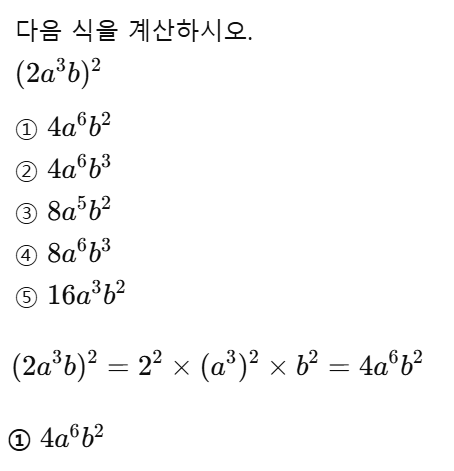 다음 식을 계산하시오.
(2a³b)²
① 4a⁶b²
② 4a⁶b³
③ 8a⁵b²
④ 8a⁶b³
⑤ 16a³b²
(2a³b)² = 2² × (a³)² × b² = 4a⁶b²
① 4a⁶b²